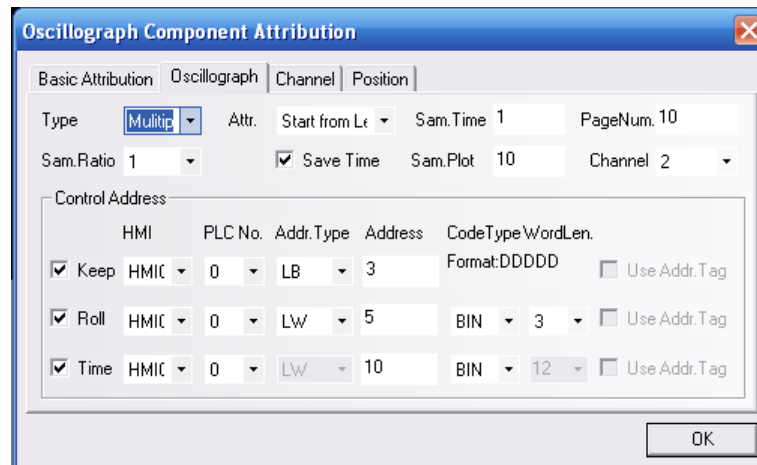 Oscillograph Component Attribution
Basic Attribution Oscillograph Channel Position
Type Mulitip Attr. Start from Le Sam.Time 1 PageNum. 10
Sam.Ratio 1 Save Time Sam.Plot 10 Channel 2
Control Address
HMI PLC No. Addr.Type Address CodeType WordLen.
Keep HMIC 0 LB 3 Format:DDDDD Use Addr.Tag
Roll HMIC 0 LW 5 BIN 3 Use Addr.Tag
Time HMIC 0 LW 10 BIN 12 Use Addr.Tag
OK